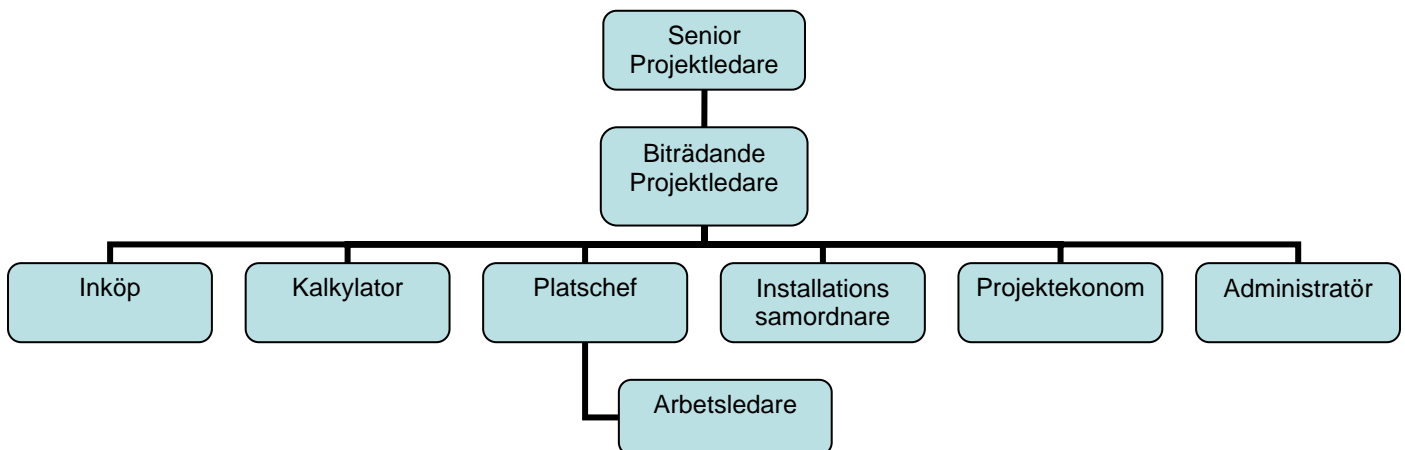 Senior
Projektledare
Biträdande
Projektledare
Inköp
Kalkylator
Platschef
Installations
samordnare
Projektekonom
Administratör
Arbetsledare